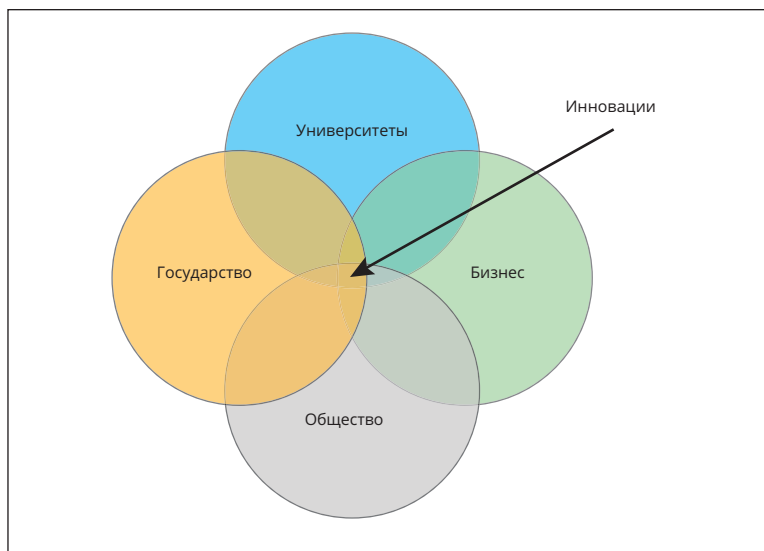 Инновации
Университеты
Государство
Бизнес
Общество